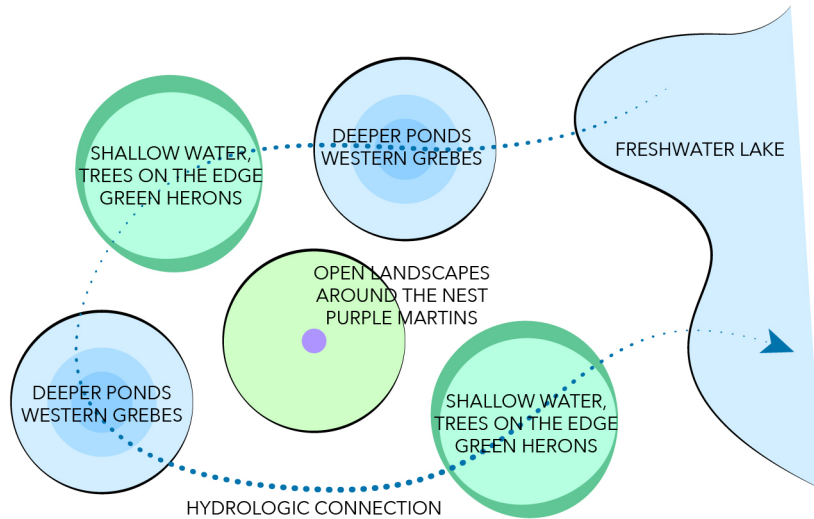 DEEPER PONDS
WESTERN GREBES
FRESHWATER LAKE
SHALLOW WATER,
TREES ON THE EDGE
GREEN HERONS
OPEN LANDSCAPES
AROUND THE NEST
PURPLE MARTINS
DEEPER PONDS
WESTERN GREBES
SHALLOW WATER,
TREES ON THE EDGE
GREEN HERONS
HYDROLOGIC CONNECTION